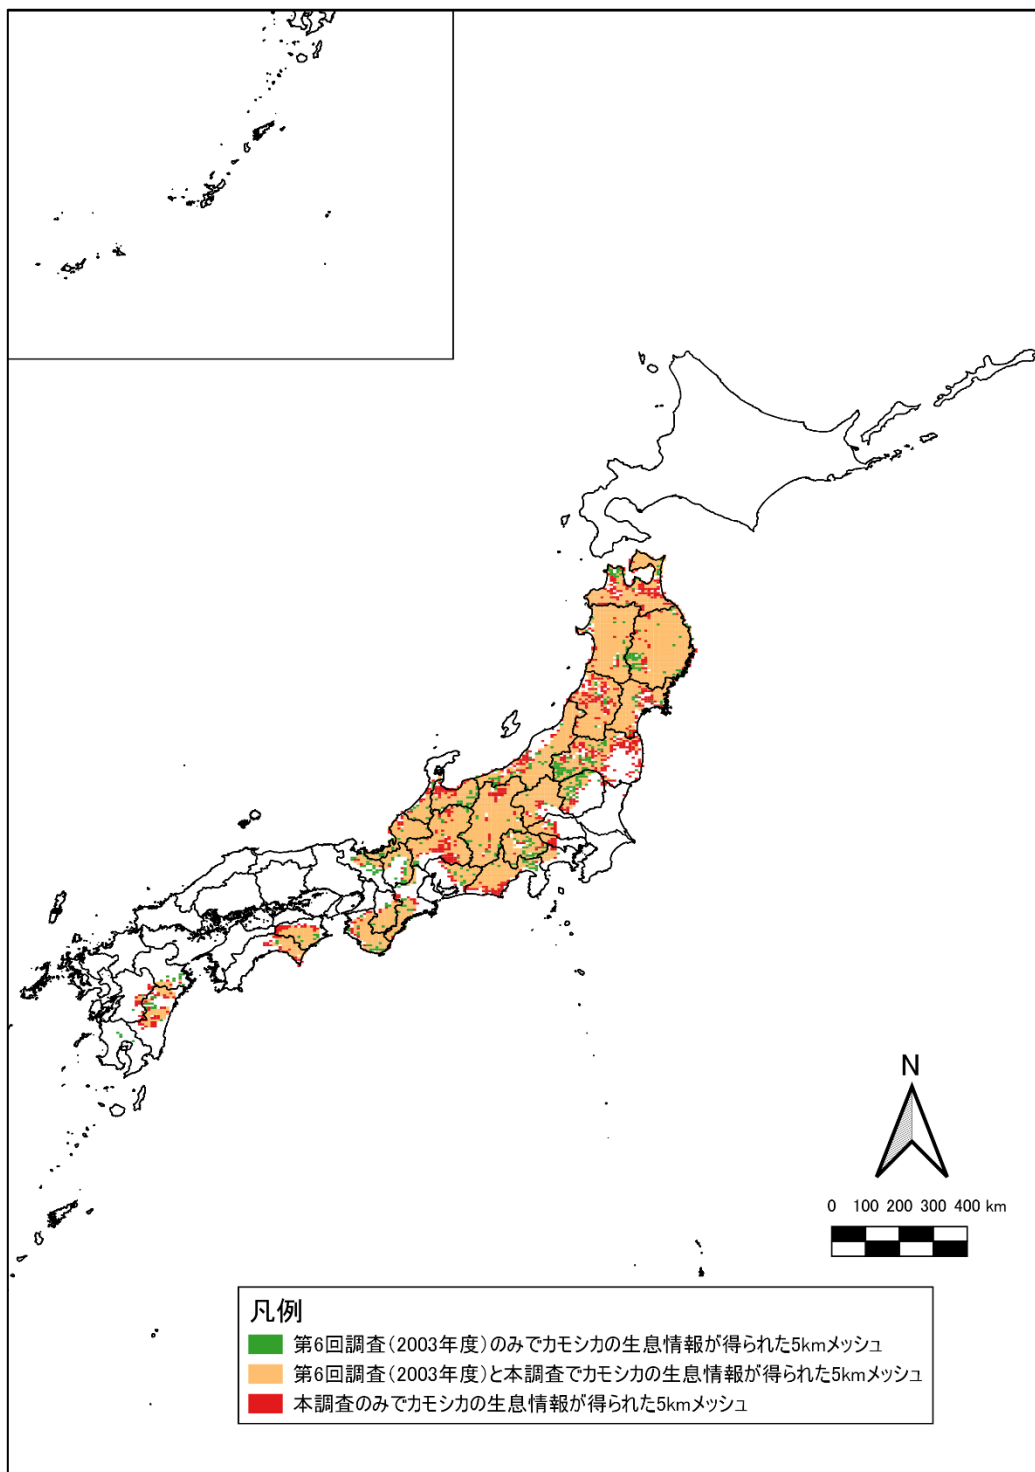 N
0 100 200 300 400 km
凡例
第6回調査(2003年度)のみでカモシカの生息情報が得られた5kmメッシュ
第6回調査(2003年度)と本調査でカモシカの生息情報が得られた5kmメッシュ
本調査のみでカモシカの生息情報が得られた5kmメッシュ